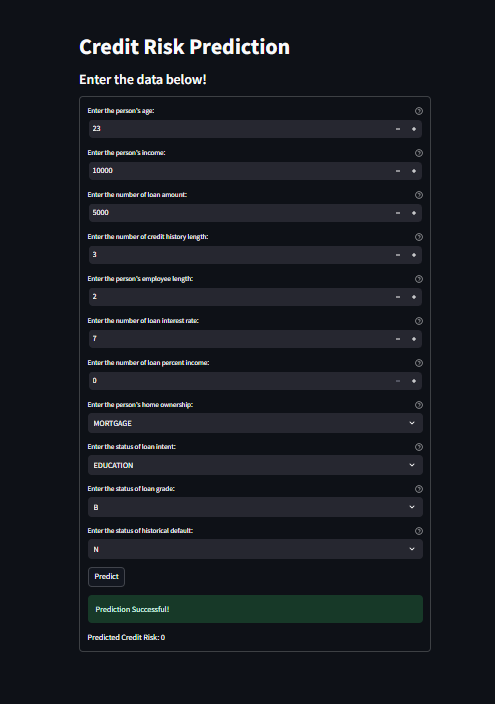 Credit Risk Prediction
Enter the data below!
Enter the person's age:
23
Enter the person's income:
10000
Enter the number of loan amount:
5000
Enter the number of credit history length:
3
Enter the person's employee length:
2
Enter the number of loan interest rate:
7
Enter the number of loan percent income:
0
Enter the person's home ownership:
MORTGAGE
Enter the status of loan intent:
EDUCATION
Enter the status of loan grade:
B
Enter the status of historical default:
N
Predict
Prediction Successful!
Predicted Credit Risk: 0